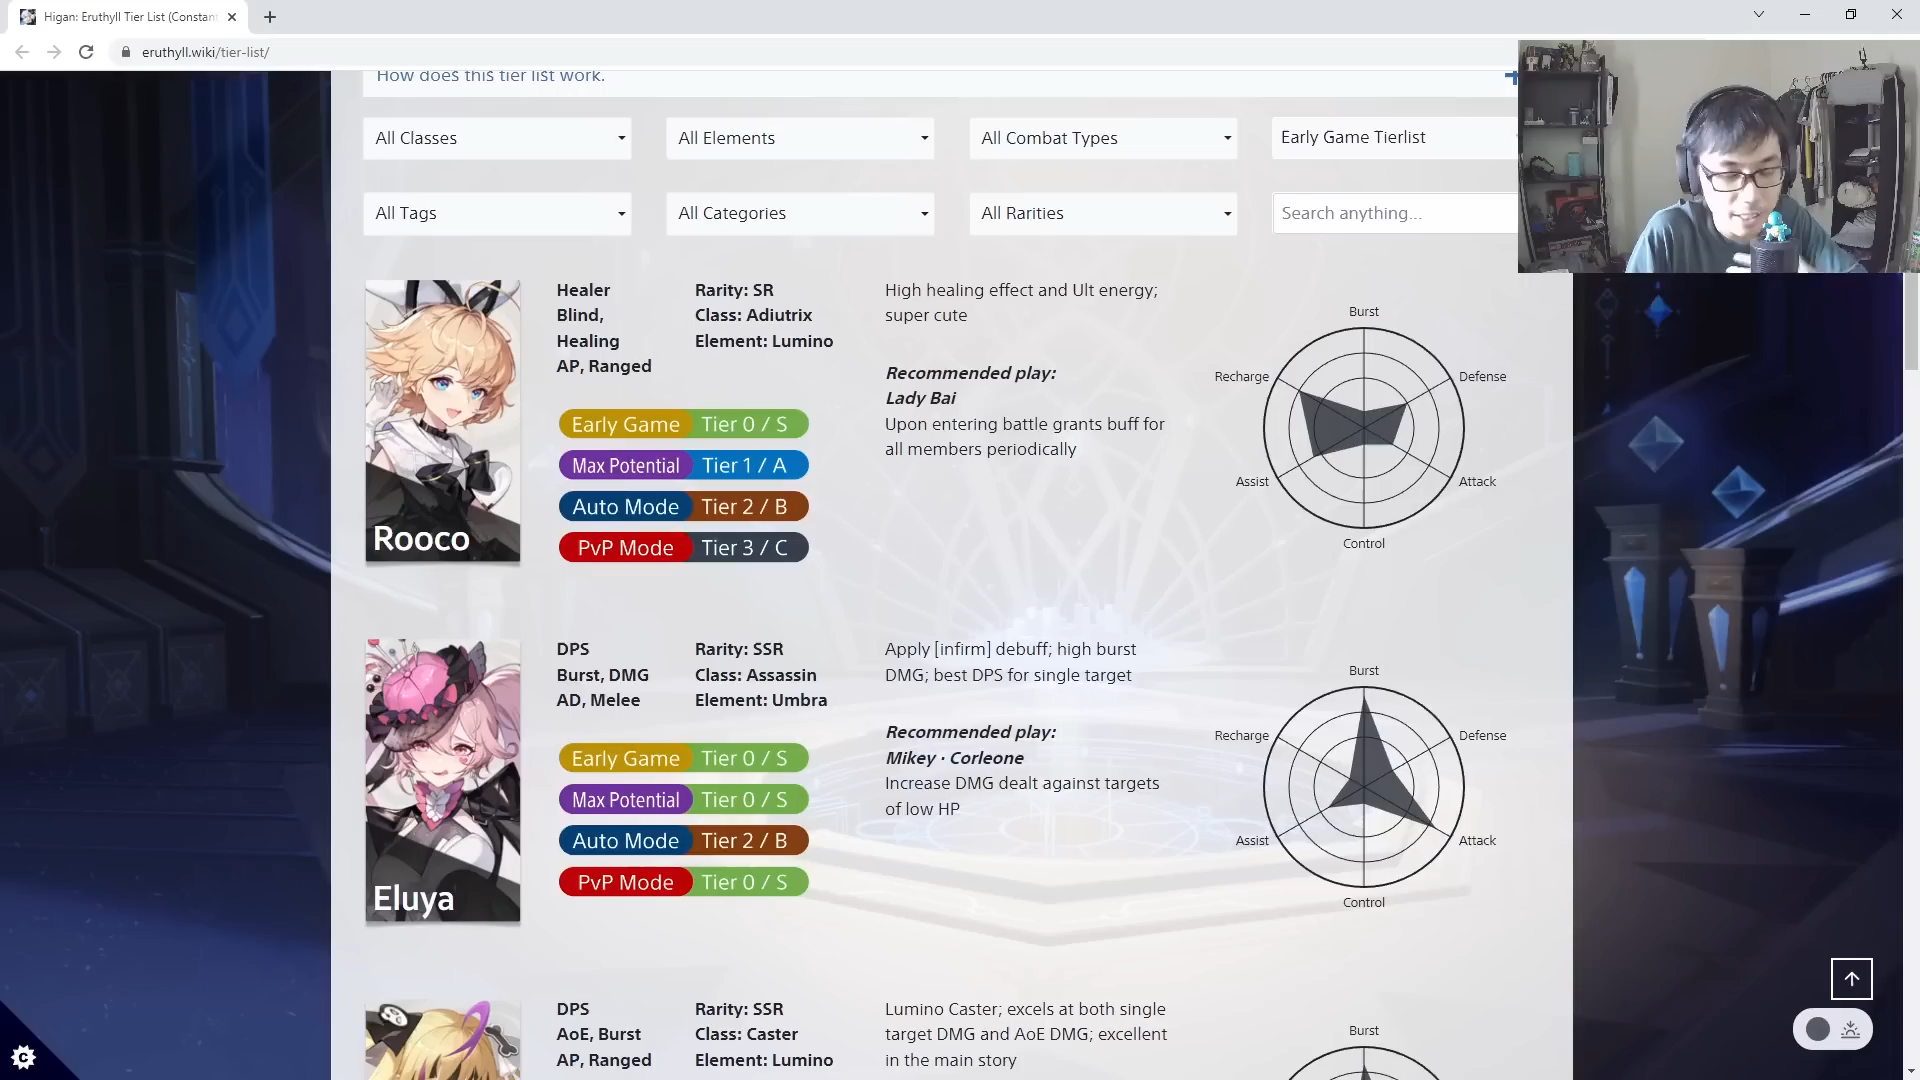 Higan: Eruthyll Tier List (Constant
eruthyll.wiki/tier-list/
How does this tier list work.
All Classes
All Elements
All Combat Types
Early Game Tierlist
All Tags
All Categories
All Rarities
Search anything...
Rooco
Healer
Blind,
Healing
AP, Ranged
Rarity: SR
Class: Adiutrix
Element: Lumino
Early Game Tier 0 / S
Max Potential Tier 1 / A
Auto Mode Tier 2 / B
PvP Mode Tier 3 / C
High healing effect and Ult energy;
super cute
Recommended play:
Lady Bai
Upon entering battle grants buff for
all members periodically
Burst
Recharge
Defense
Assist
Attack
Control
Eluya
DPS
Burst, DMG
AD, Melee
Rarity: SSR
Class: Assassin
Element: Umbra
Early Game Tier 0 / S
Max Potential Tier 0 / S
Auto Mode Tier 2 / B
PvP Mode Tier 0 / S
Apply [infirm] debuff; high burst
DMG; best DPS for single target
Recommended play:
Mikey · Corleone
Increase DMG dealt against targets
of low HP
Burst
Recharge
Defense
Assist
Attack
Control
DPS
AoE, Burst
AP, Ranged
Rarity: SSR
Class: Caster
Element: Lumino
Lumino Caster; excels at both single
target DMG and AoE DMG; excellent
in the main story
Burst